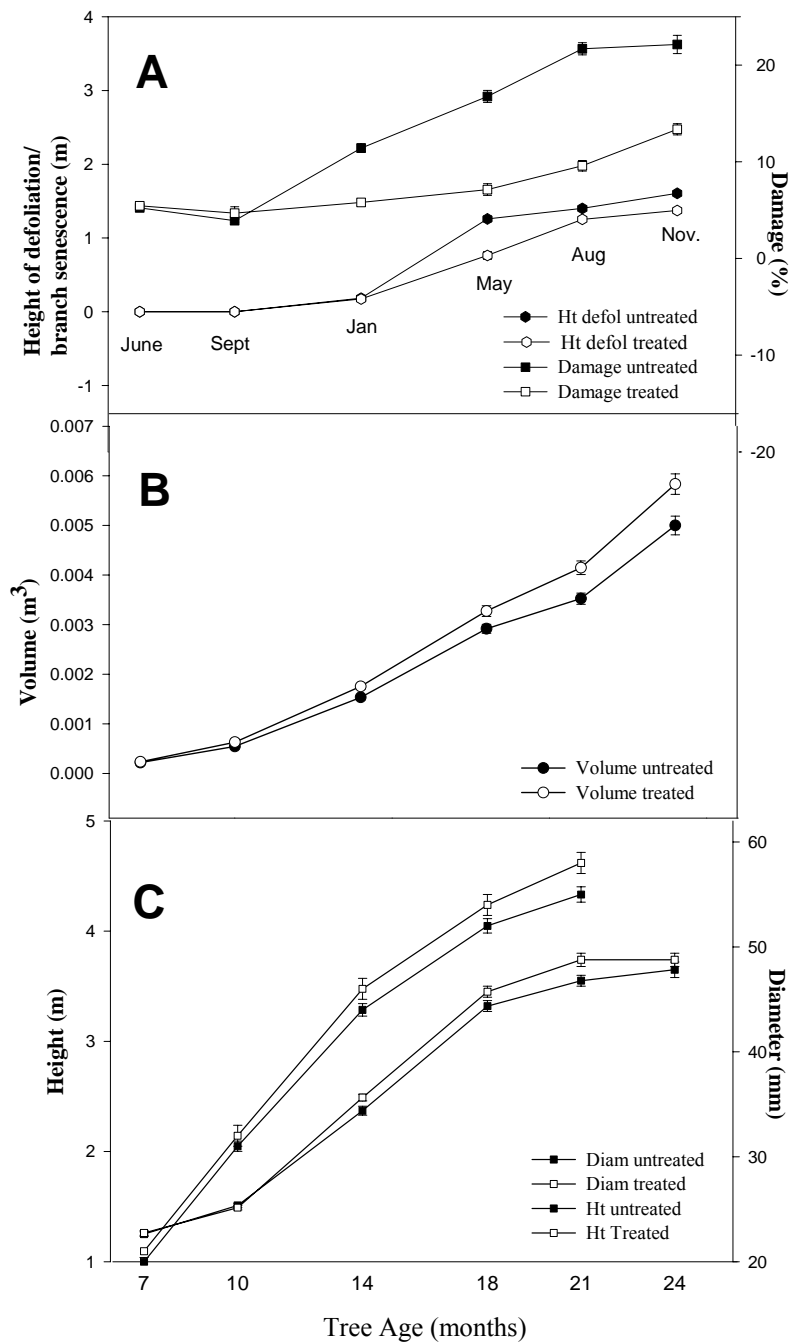 4
3
2
1
0
-1
Height of defoliation/
branch senescence (m)
A
20
10
0
-10
-20
Damage (%)
June
Sept
Jan
May
Aug
Nov.
Ht defol untreated
Ht defol treated
Damage untreated
Damage treated
0.007
0.006
0.005
0.004
0.003
0.002
0.001
0.000
Volume (m³)
B
Volume untreated
Volume treated
5
4
3
2
1
Height (m)
C
60
50
40
30
20
Diameter (mm)
Diam untreated
Diam treated
Ht untreated
Ht Treated
7
10
14
18
21
24
Tree Age (months)